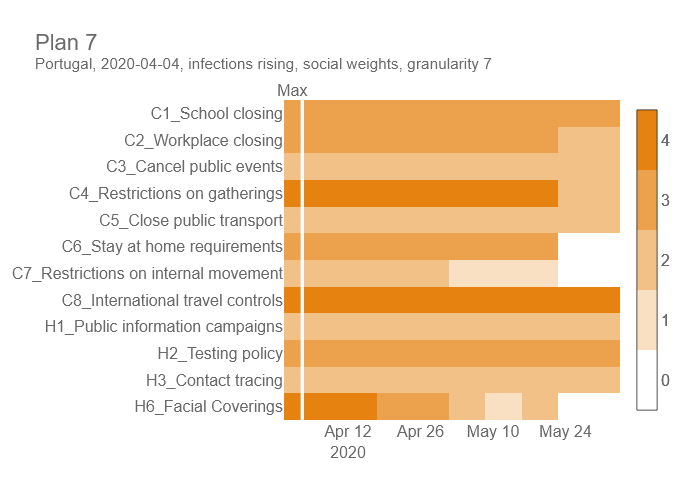 Plan 7
Portugal, 2020-04-04, infections rising, social weights, granularity 7
Max
C1_School closing
C2_Workplace closing
C3_Cancel public events
C4_Restrictions on gatherings
C5_Close public transport
C6_Stay at home requirements
C7_Restrictions on internal movement
C8_International travel controls
H1_Public information campaigns
H2_Testing policy
H3_Contact tracing
H6_Facial Coverings
Apr 12 Apr 26 May 10 May 24
2020
4
3
2
1
0